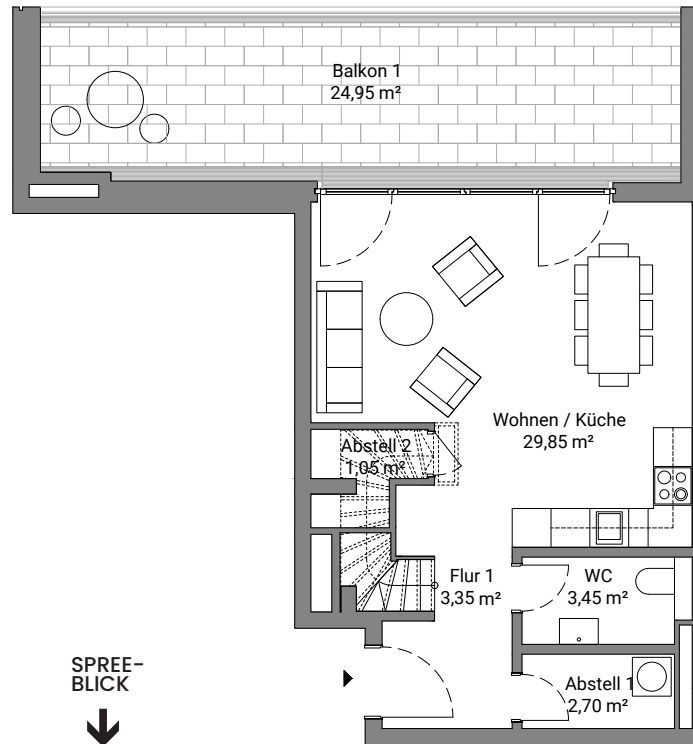 Balkon 1
24,95 m²
Wohnen / Küche
29,85 m²
Abstell 2
1,05 m²
Flur 1
3,35 m²
WC
3,45 m²
Abstell 1
2,70 m²
SPREE-
BLICK